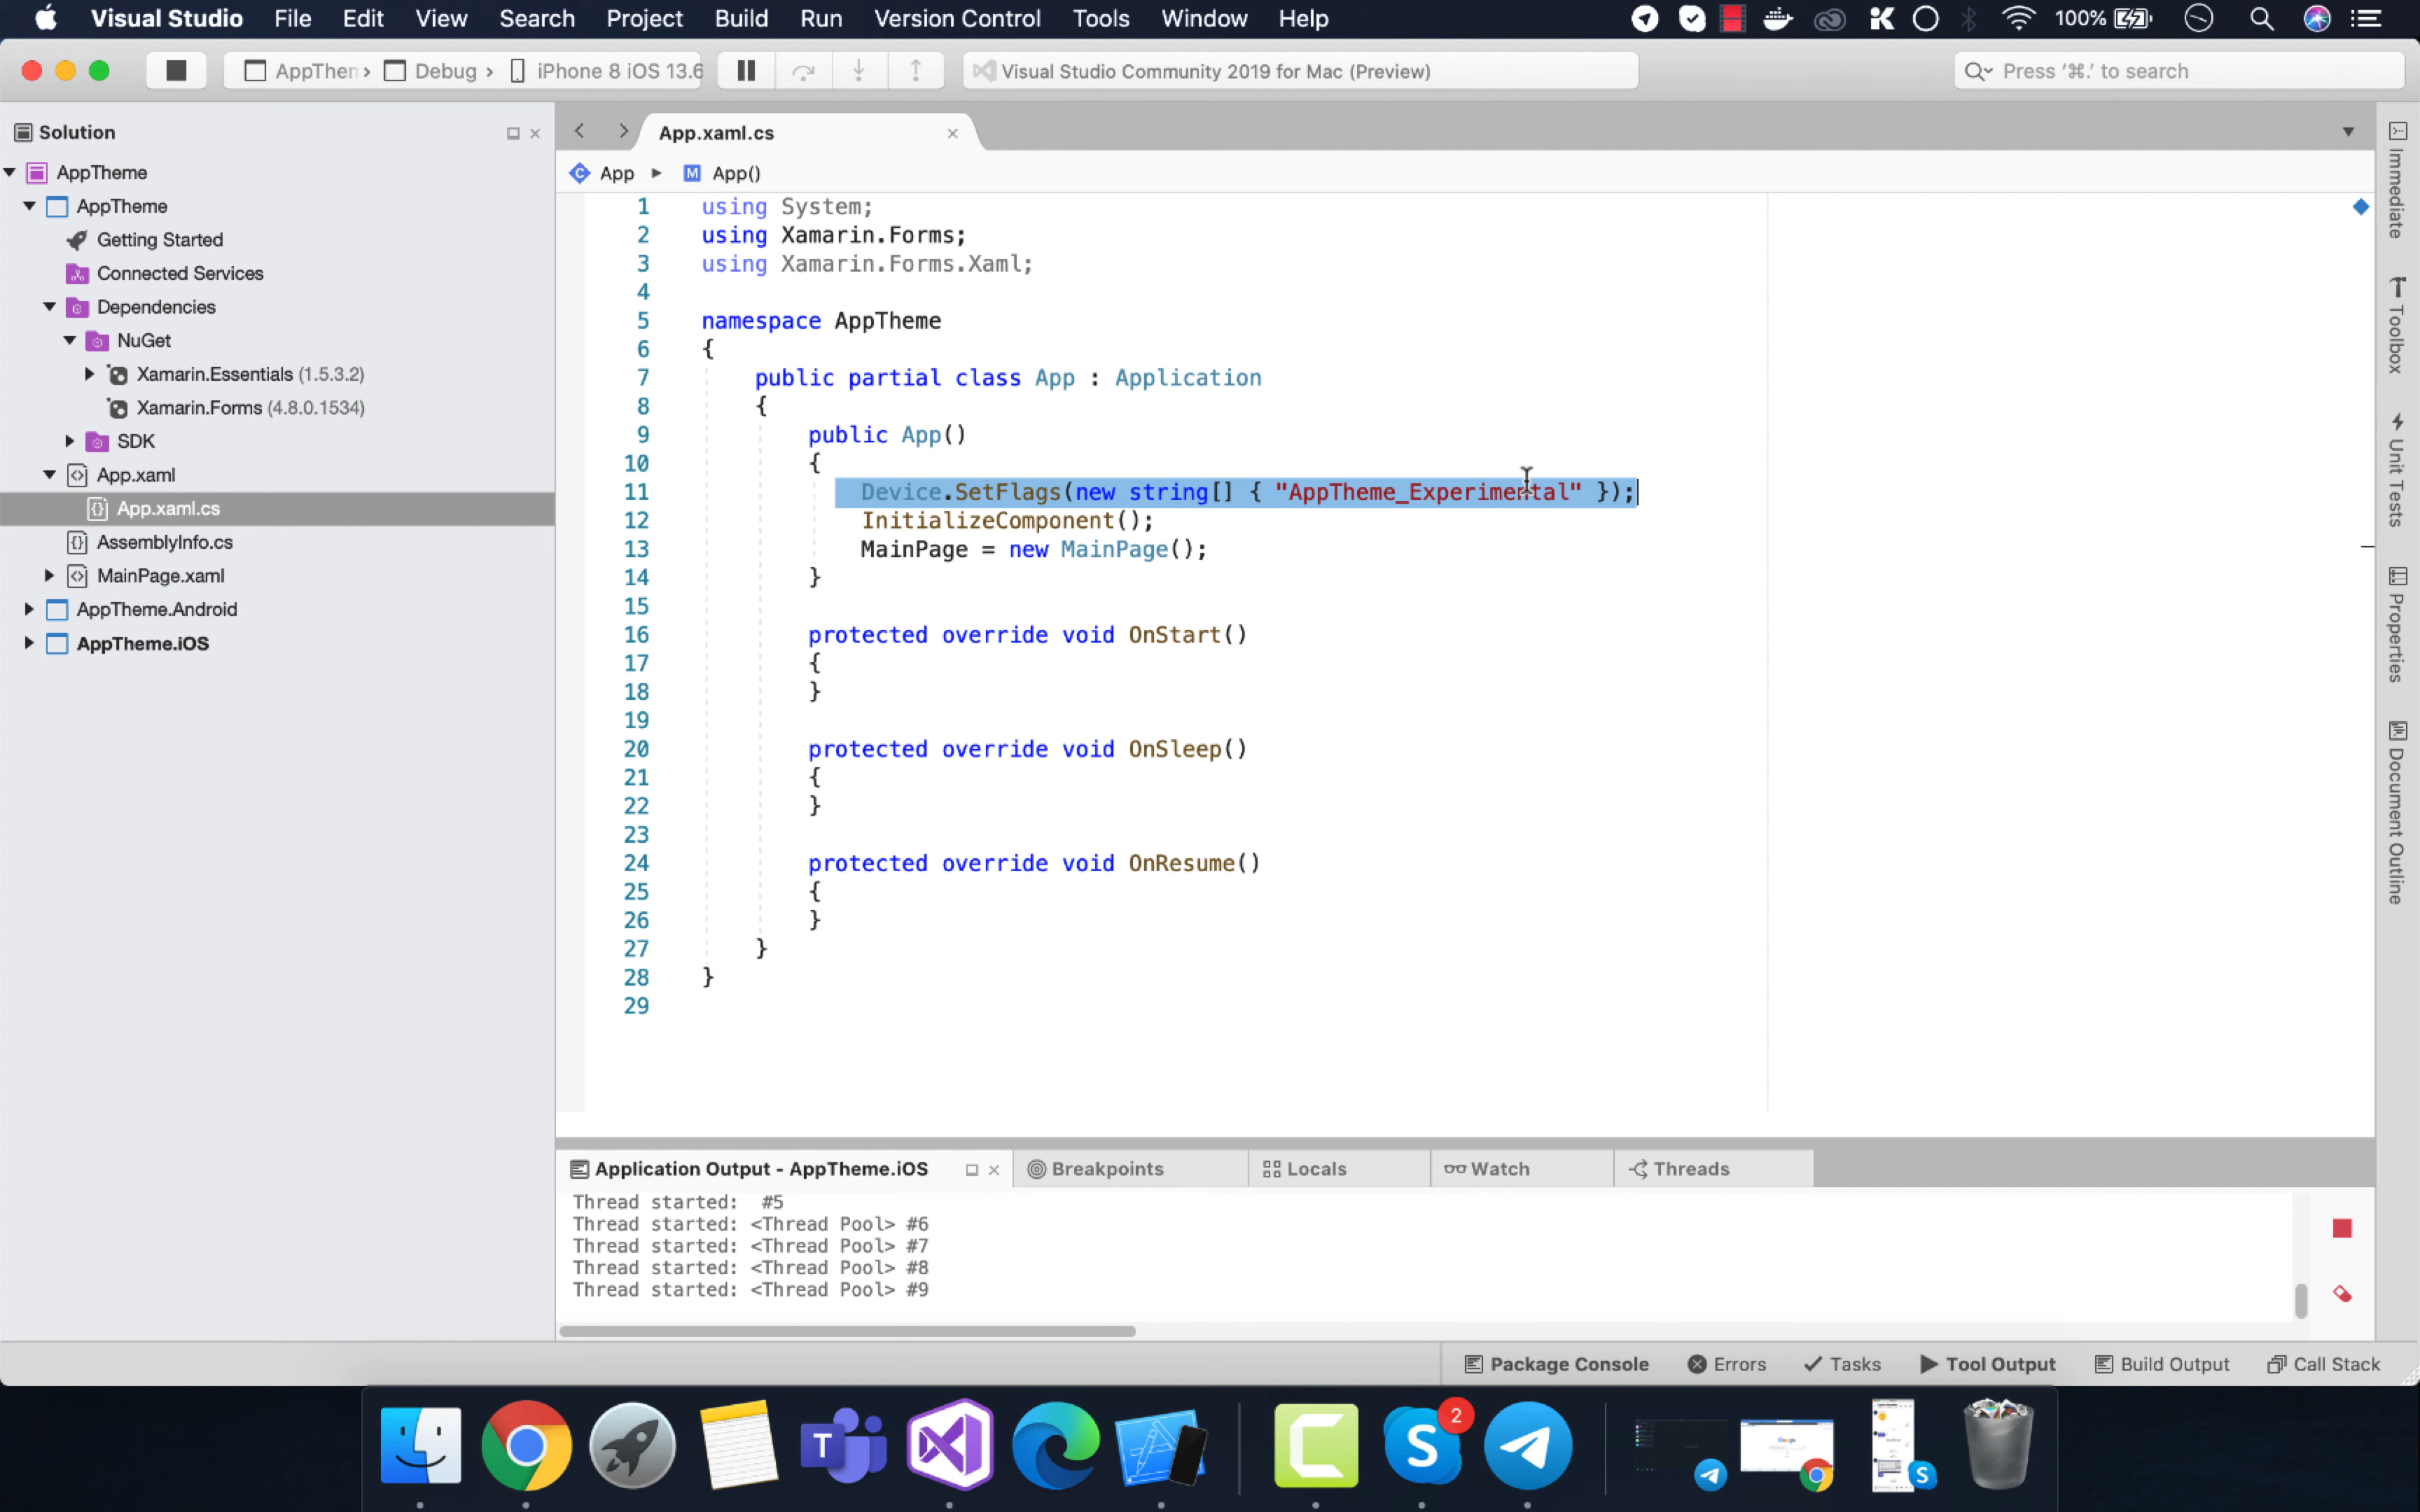 Visual Studio File Edit View Search Project Build Run Version Control Tools Window Help 100%
AppThen › Debug › iPhone 8 iOS 13.6 Visual Studio Community 2019 for Mac (Preview) Press ‘⌘.’ to search
Solution
AppTheme
AppTheme
Getting Started
Connected Services
Dependencies
NuGet
Xamarin.Essentials (1.5.3.2)
Xamarin.Forms (4.8.0.1534)
SDK
App.xaml
App.xaml.cs
AssemblyInfo.cs
MainPage.xaml
AppTheme.Android
AppTheme.iOS
App.xaml.cs
C App M App()
1 using System;
2 using Xamarin.Forms;
3 using Xamarin.Forms.Xaml;
4
5 namespace AppTheme
6 {
7 public partial class App : Application
8 {
9 public App()
10 {
11 Device.SetFlags(new string[] { "AppTheme_Experimental" });
12 InitializeComponent();
13 MainPage = new MainPage();
14 }
15
16 protected override void OnStart()
17 {
18 }
19
20 protected override void OnSleep()
21 {
22 }
23
24 protected override void OnResume()
25 {
26 }
27 }
28 }
29
Immediate
Toolbox
Unit Tests
Properties
Document Outline
Application Output - AppTheme.iOS Breakpoints Locals Watch Threads
Thread started: #5
Thread started: <Thread Pool> #6
Thread started: <Thread Pool> #7
Thread started: <Thread Pool> #8
Thread started: <Thread Pool> #9
Package Console Errors Tasks Tool Output Build Output Call Stack
T
C
S
2
Google
S